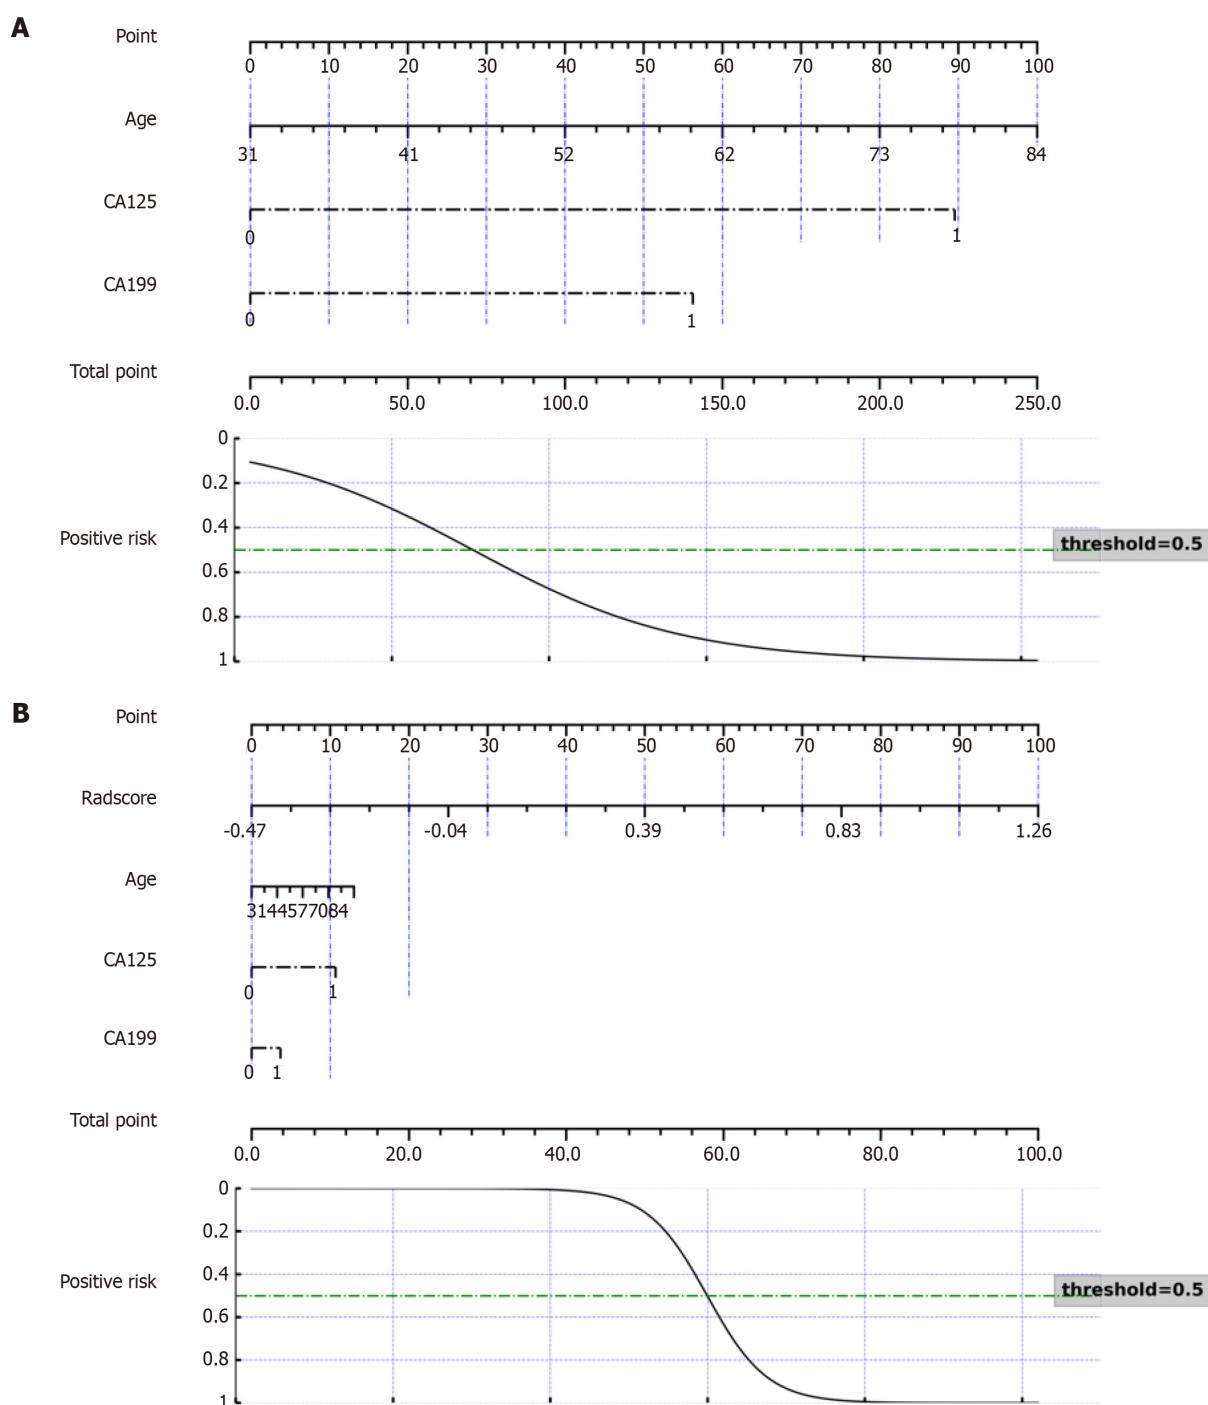 A
Point
0 10 20 30 40 50 60 70 80 90 100
Age
31 41 52 62 73 84
CA125
0 1
CA199
0 1
Total point
0.0 50.0 100.0 150.0 200.0 250.0
0
0.2
0.4
Positive risk
threshold=0.5
0.6
0.8
1
B
Point
0 10 20 30 40 50 60 70 80 90 100
Radscore
-0.47 -0.04 0.39 0.83 1.26
Age
3144577084
CA125
0 1
CA199
0 1
Total point
0.0 20.0 40.0 60.0 80.0 100.0
0
0.2
0.4
Positive risk
threshold=0.5
0.6
0.8
1